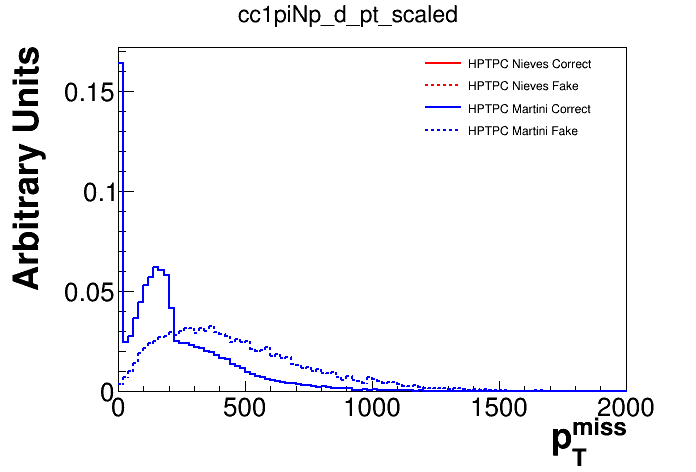 cc1piNp_d_pt_scaled
Arbitrary Units
0.15
0.1
0.05
0
HPTPC Nieves Correct
HPTPC Nieves Fake
HPTPC Martini Correct
HPTPC Martini Fake
0 500 1000 1500 2000
p_T^miss